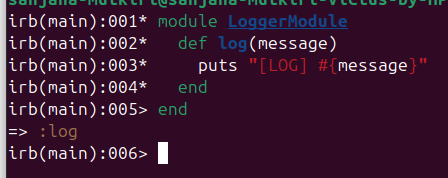 irb(main):001* module LoggerModule
irb(main):002*   def log(message)
irb(main):003*     puts "[LOG] #{message}"
irb(main):004*   end
irb(main):005> end
=> :log
irb(main):006>